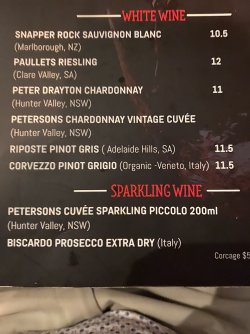 WHITE WINE
SNAPPER ROCK SAUVIGNON BLANC 10.5
(Marlborough, NZ)
PAULLETS RIESLING 12
(Clare VAlley, SA)
PETER DRAYTON CHARDONNAY 11
(Hunter VAlley, NSW)
PETERSONS CHARDONNAY VINTAGE CUVÉE
(Hunter VAlley, NSW)
RIPOSTE PINOT GRIS ( Adelaide Hills, SA) 11.5
CORVEZZO PINOT GRIGIO (Organic -Veneto, Italy) 11.5
SPARKLING WINE
PETERSONS CUVÉE SPARKLING PICCOLO 200ml
(Hunter VAlley, NSW)
BISCARDO PROSECCO EXTRA DRY (Italy)
Corcage $5